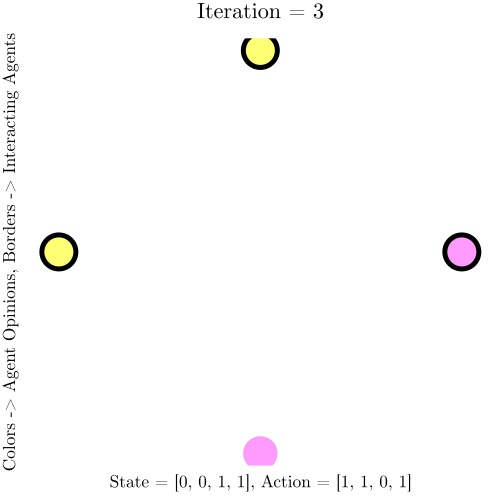 Iteration = 3
Colors -> Agent Opinions, Borders -> Interacting Agents
State = [0, 0, 1, 1], Action = [1, 1, 0, 1]